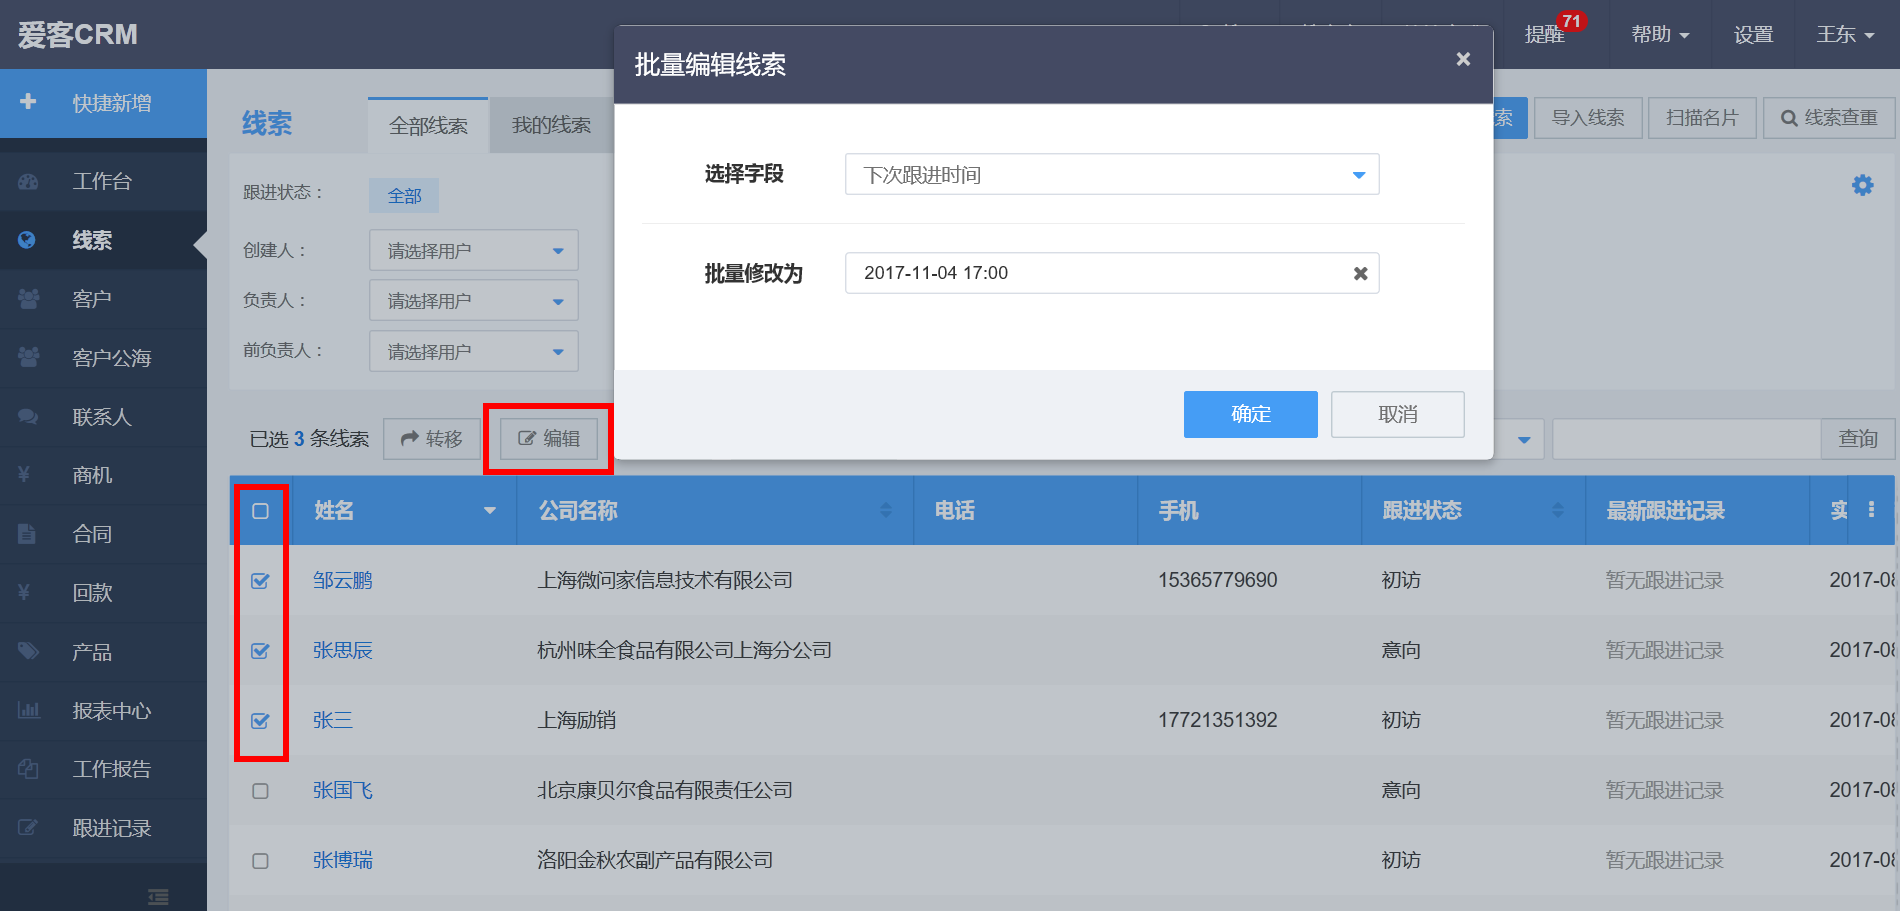 爱客CRM
提醒 71
帮助
设置
王东
快捷新增
工作台
线索
客户
客户公海
联系人
¥ 商机
合同
¥ 回款
产品
报表中心
工作报告
跟进记录
线索
全部线索
我的线索
索
导入线索
扫描名片
线索查重
跟进状态：
全部
创建人：
请选择用户
负责人：
请选择用户
前负责人：
请选择用户
批量编辑线索
选择字段
下次跟进时间
批量修改为
2017-11-04 17:00
确定
取消
已选 3 条线索
转移
编辑
查询
姓名 公司名称 电话 手机 跟进状态 最新跟进记录 实
邹云鹏 上海微问家信息技术有限公司 15365779690 初访 暂无跟进记录 2017-08
张思辰 杭州味全食品有限公司上海分公司 意向 暂无跟进记录 2017-08
张三 上海励销 17721351392 初访 暂无跟进记录 2017-08
张国飞 北京康贝尔食品有限责任公司 意向 暂无跟进记录 2017-08
张博瑞 洛阳金秋农副产品有限公司 初访 暂无跟进记录 2017-08